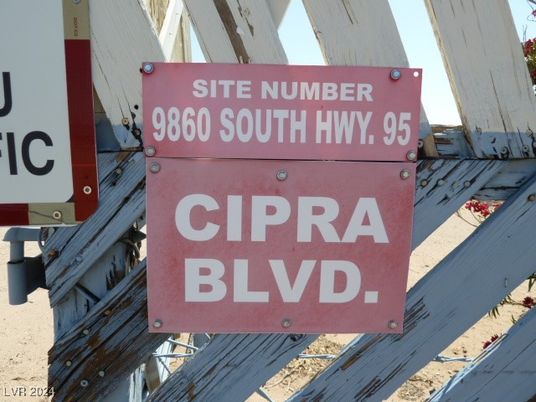 SITE NUMBER
9860 SOUTH HWY. 95
CIPRA
BLVD.
FIC
LVR 2024